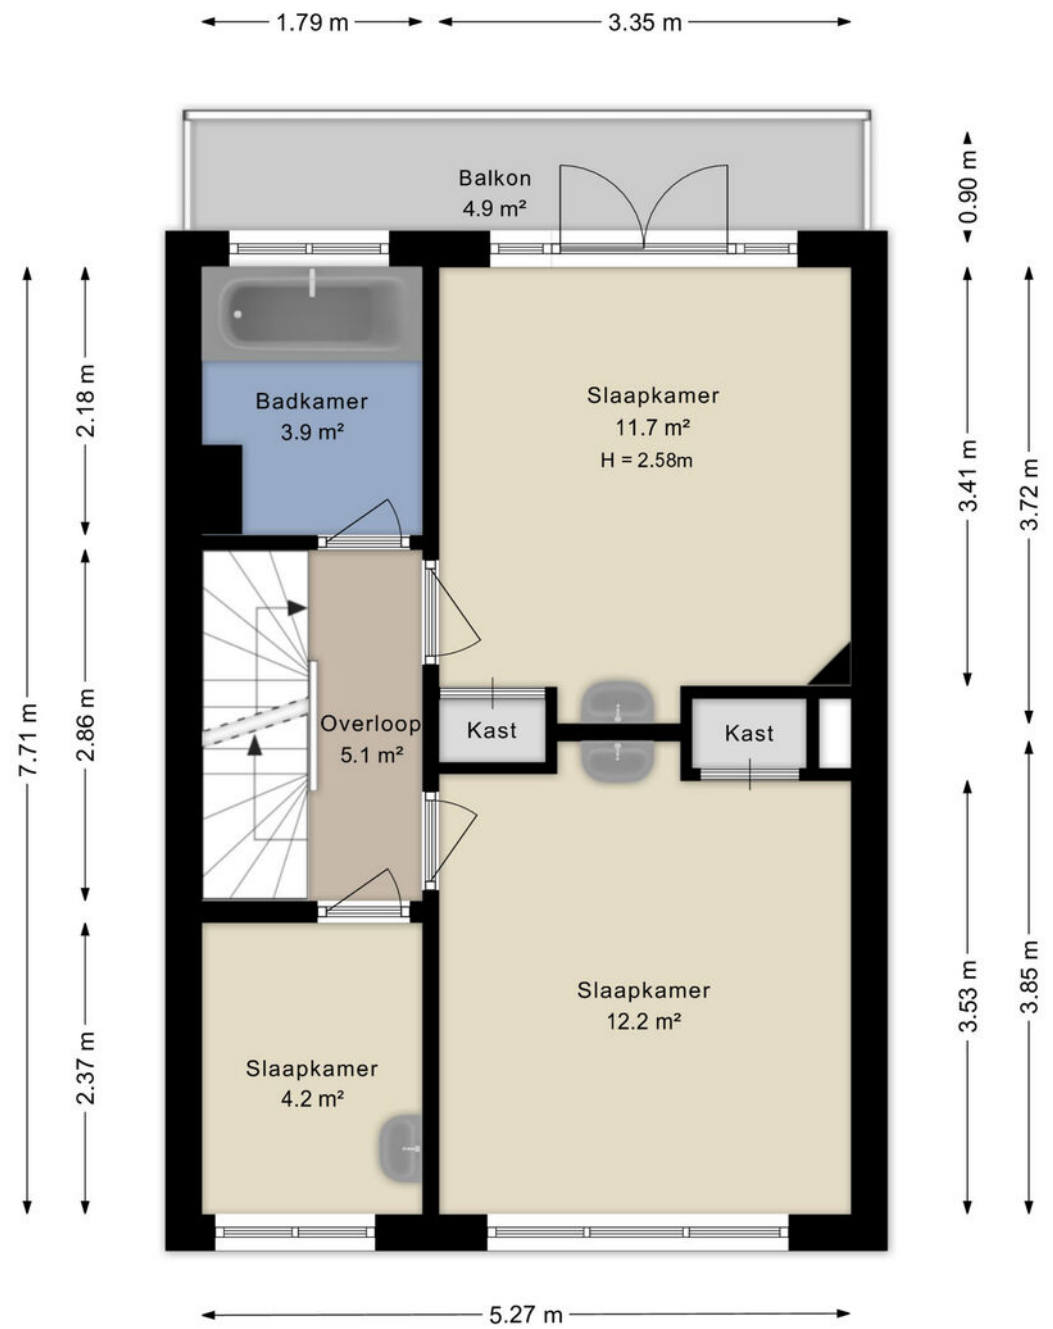 1.79 m
3.35 m
Balkon
4.9 m²
0.90 m
Badkamer
3.9 m²
2.18 m
Slaapkamer
11.7 m²
H = 2.58m
3.41 m
3.72 m
7.71 m
2.86 m
Overloop
5.1 m²
Kast
Kast
Slaapkamer
12.2 m²
3.53 m
3.85 m
Slaapkamer
4.2 m²
2.37 m
5.27 m